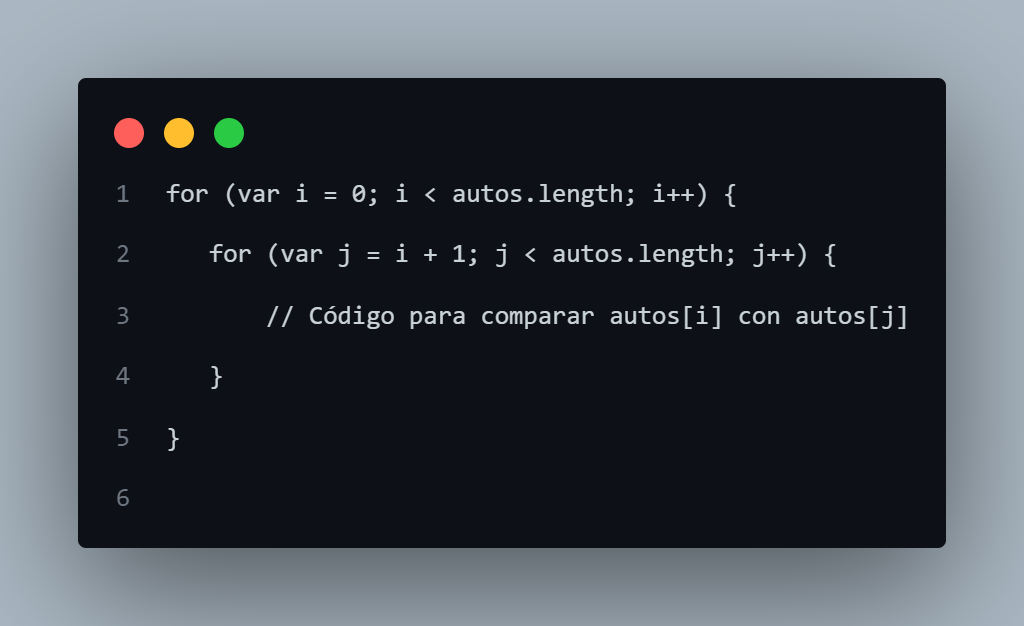 1 for (var i = 0; i < autos.length; i++) {
2    for (var j = i + 1; j < autos.length; j++) {
3        // Código para comparar autos[i] con autos[j]
4    }
5 }
6